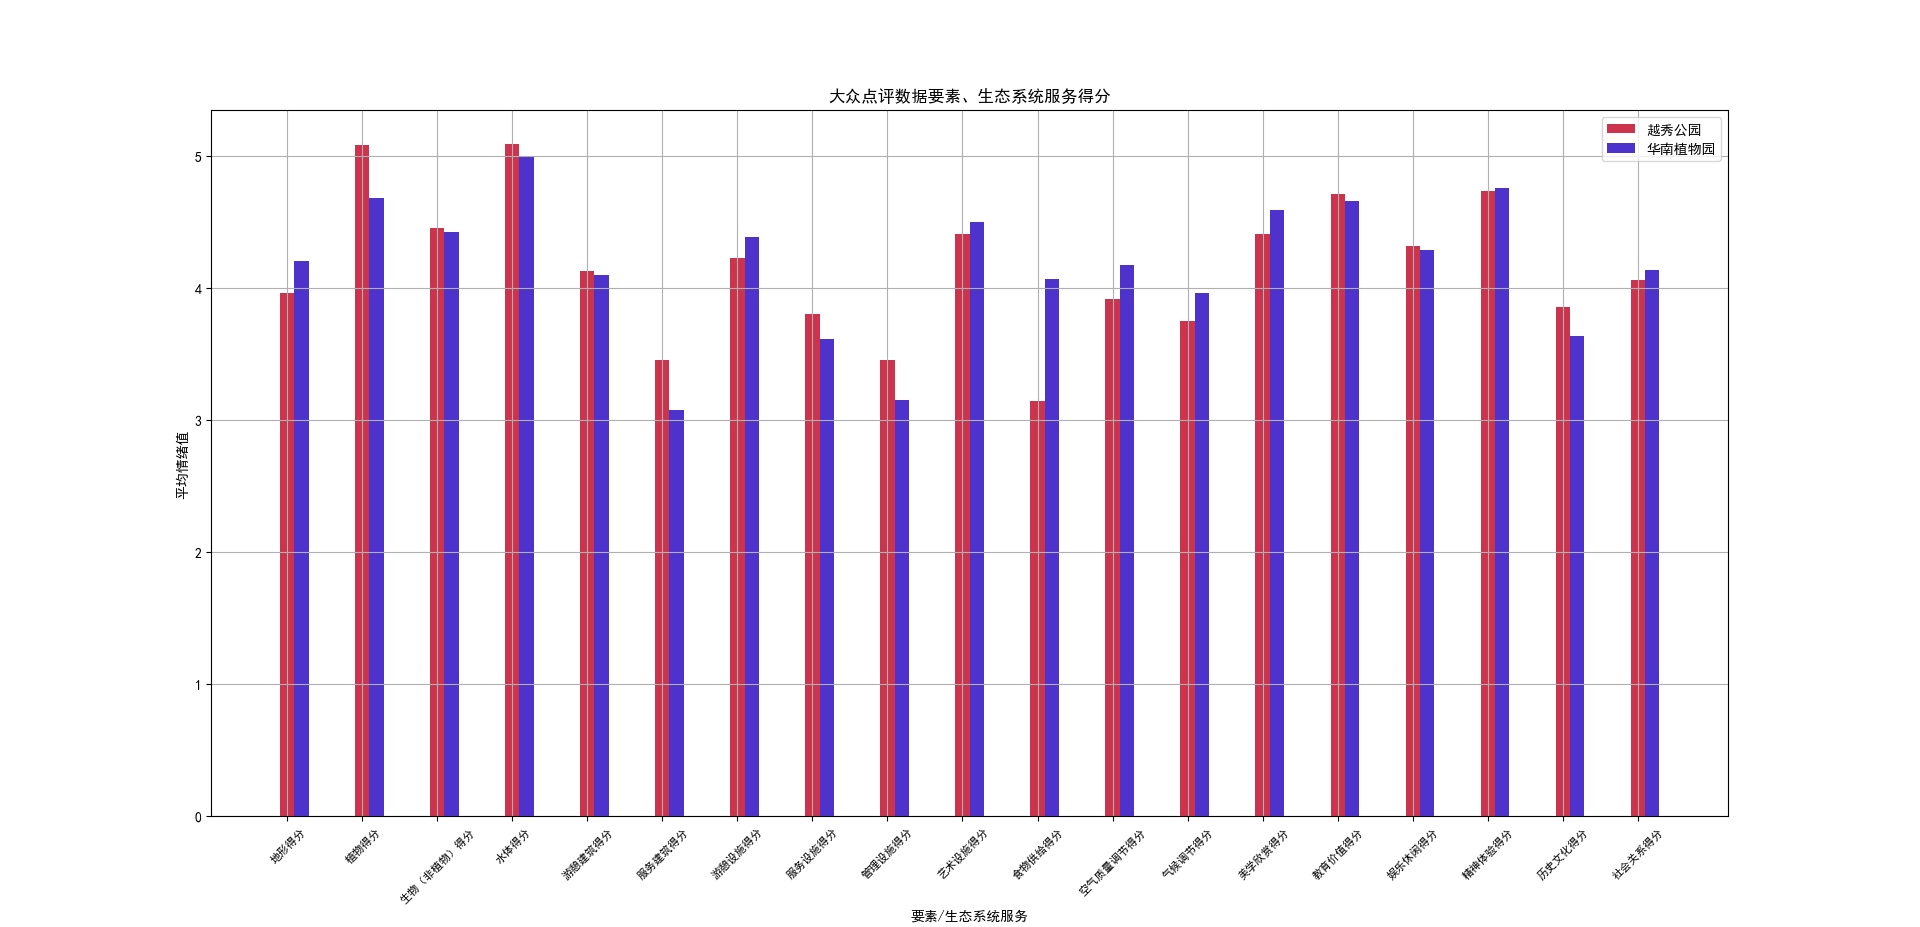 大众点评数据要素、生态系统服务得分
越秀公园
华南植物园
5
4
3
2
1
0
平均情绪值
地形得分
植物得分
生物（非植物）得分
水体得分
游憩建筑得分
服务建筑得分
游憩设施得分
服务设施得分
管理设施得分
艺术设施得分
食物供给得分
空气质量调节得分
气候调节得分
美学欣赏得分
教育价值得分
娱乐休闲得分
精神体验得分
历史文化得分
社会关系得分
要素/生态系统服务